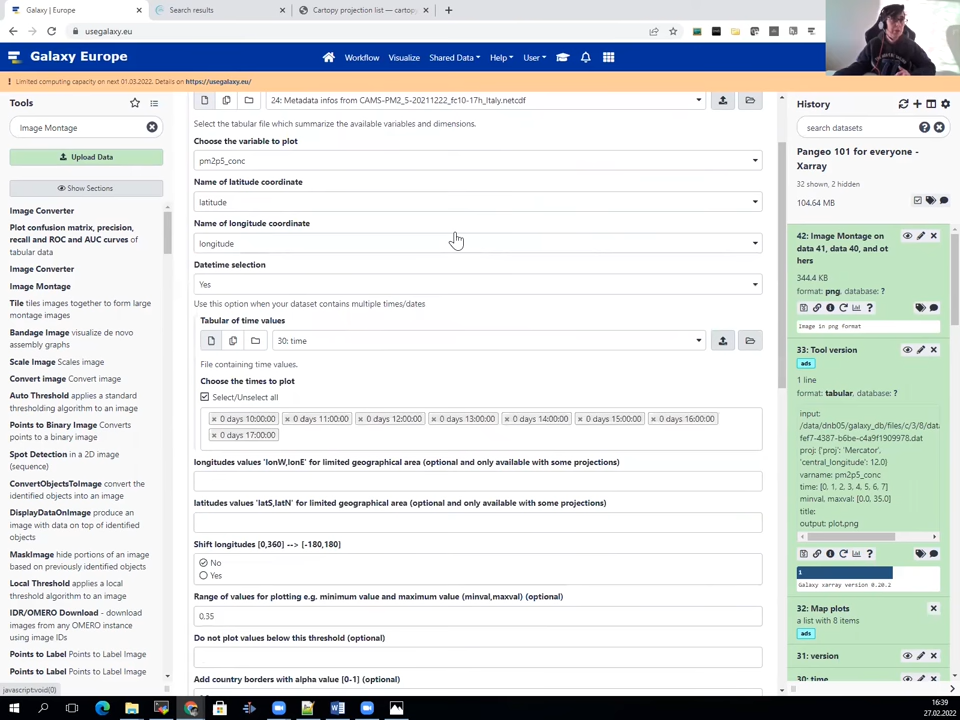 Galaxy | Europe
Search results
Cartopy projection list — cartop
usegalaxy.eu
Galaxy Europe
Workflow Visualize Shared Data Help User
Limited computing capacity on next 01.03.2022. Details on https://usegalaxy.eu/
Tools
Image Montage
Upload Data
Show Sections
Image Converter
Plot confusion matrix, precision,
recall and ROC and AUC curves of
tabular data
Image Converter
Image Montage
Tile tiles images together to form large
montage images
Bandage Image visualize de novo
assembly graphs
Scale Image Scales image
Convert image Convert image
Auto Threshold applies a standard
thresholding algorithm to an image
Points to Binary Image Converts
points to a binary image
Spot Detection in a 2D image
(sequence)
ConvertObjectsToImage convert the
identified objects into an image
DisplayDataOnImage produce an
image with data on top of identified
objects
MaskImage hide portions of an image
based on previously identified objects
Local Threshold applies a local
threshold algorithm to an image
IDR/OMERO Download - download
images from any OMERO instance
using image IDs
Points to Label Points to Label Image
Points to Label Points to Label Image
javascript:void(0)
24: Metadata infos from CAMS-PM2_5-20211222_fc10-17h_Italy.netcdf
Select the tabular file which summarize the available variables and dimensions.
Choose the variable to plot
pm2p5_conc
Name of latitude coordinate
latitude
Name of longitude coordinate
longitude
Datetime selection
Yes
Use this option when your dataset contains multiple times/dates
Tabular of time values
30: time
File containing time values.
Choose the times to plot
Select/Unselect all
× 0 days 10:00:00 × 0 days 11:00:00 × 0 days 12:00:00 × 0 days 13:00:00 × 0 days 14:00:00 × 0 days 15:00:00 × 0 days 16:00:00
× 0 days 17:00:00
longitudes values 'lonW,lonE' for limited geographical area (optional and only available with some projections)
latitudes values 'latS,latN' for limited geographical area (optional and only available with some projections)
Shift longitudes [0,360] --> [-180,180]
No
Yes
Range of values for plotting e.g. minimum value and maximum value (minval,maxval) (optional)
0,35
Do not plot values below this threshold (optional)
Add country borders with alpha value [0-1] (optional)
History
search datasets
Pangeo 101 for everyone -
Xarray
32 shown, 2 hidden
104.64 MB
42: Image Montage on
data 41, data 40, and ot
hers
344.4 KB
format: png, database: ?
Image in png format
33: Tool version
ads
1 line
format: tabular, database: ?
input:
/data/dnb05/galaxy_db/files/c/3/8/data
fef7-4387-b6be-c4a9f1909978.dat
proj: {'proj': 'Mercator',
'central_longitude': 12.0}
varname: pm2p5_conc
time: [0, 1, 2, 3, 4, 5, 6, 7]
minval, maxval: [0.0, 35.0]
title:
output: plot.png
1
Galaxy xarray version 0.20.2
32: Map plots
a list with 8 items
ads
31: version
30: time
16:39
27.02.2022